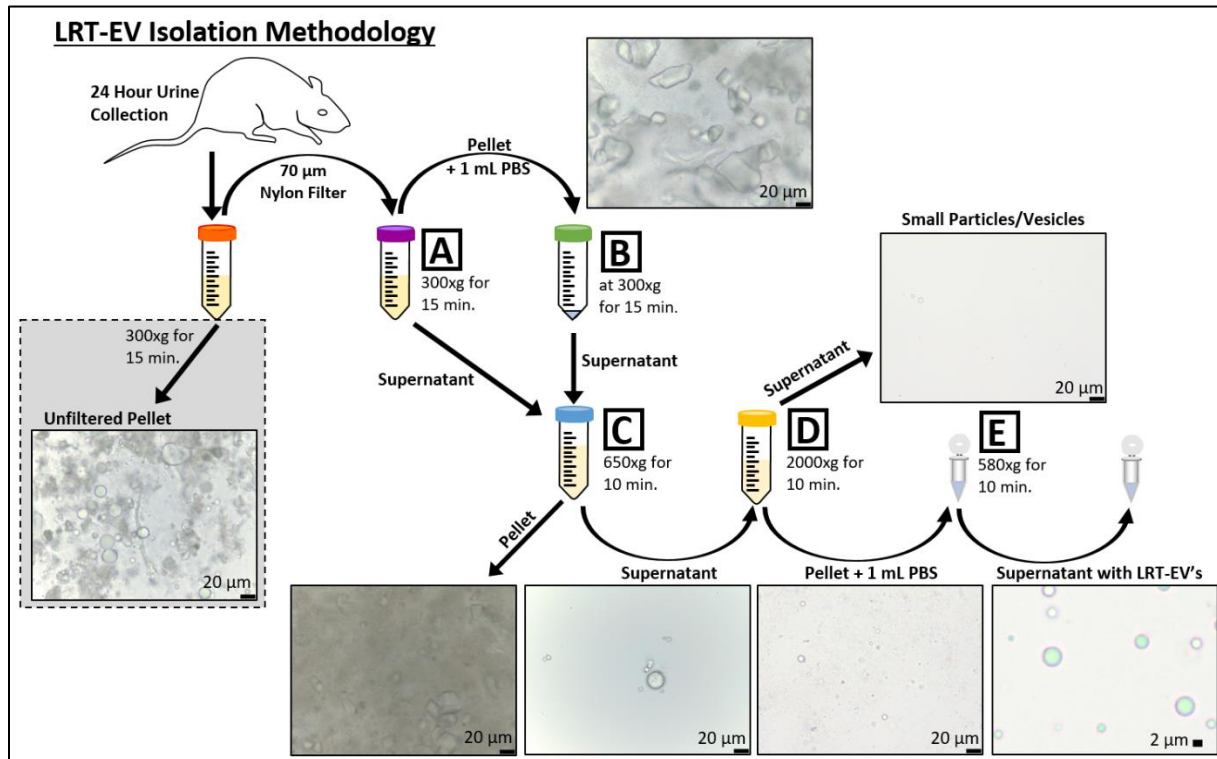 LRT-EV Isolation Methodology
24 Hour Urine
Collection
70 µm
Nylon Filter
Pellet
+ 1 mL PBS
20 µm
A
300xg for
15 min.
B
at 300xg
for 15 min.
Small Particles/Vesicles
20 µm
300xg for
15 min.
Unfiltered Pellet
20 µm
Supernatant
Supernatant
Supernatant
C
650xg for
10 min.
D
2000xg for
10 min.
E
580xg for
10 min.
Pellet
20 µm
Supernatant
20 µm
Pellet + 1 mL PBS
20 µm
Supernatant with LRT-EV's
2 µm